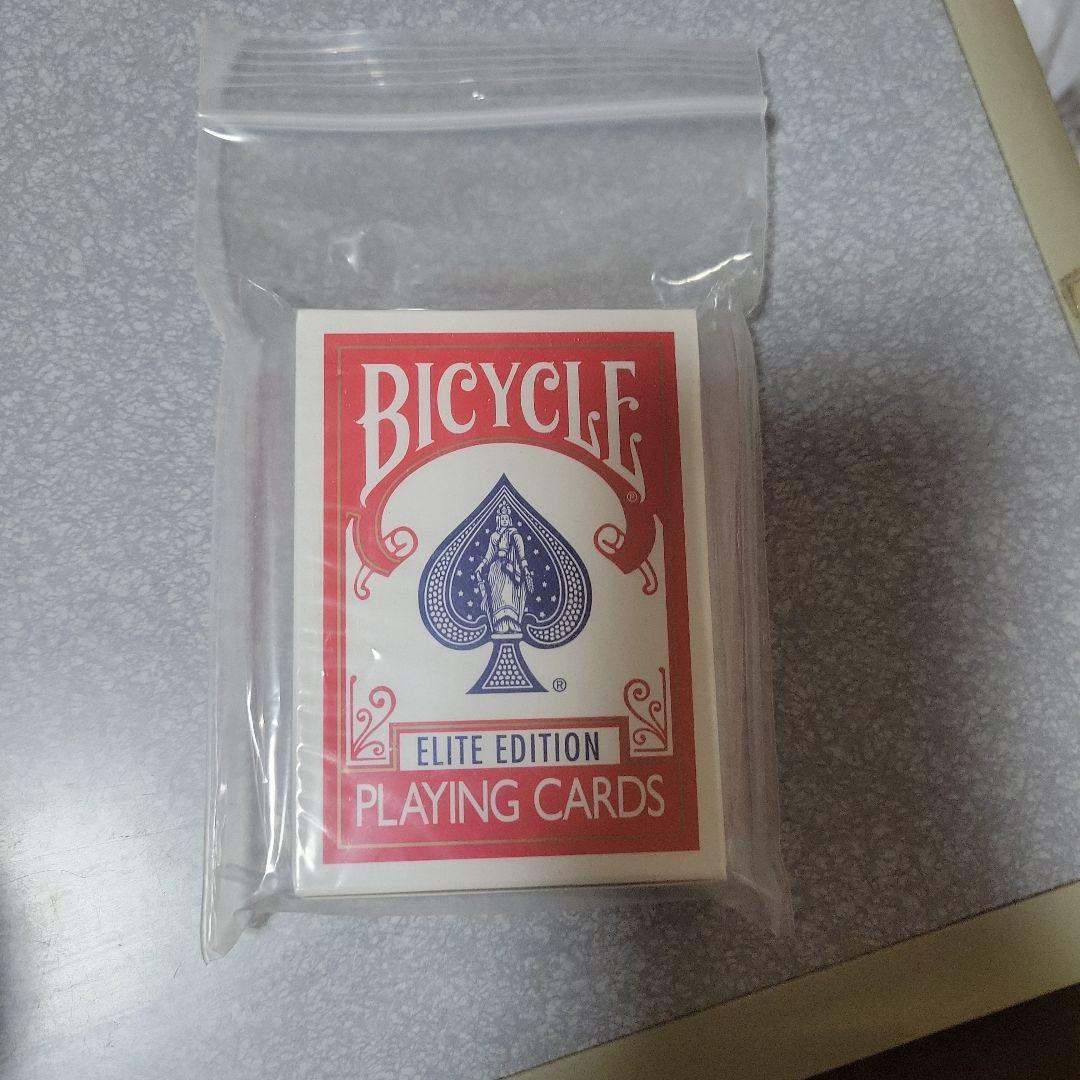 BICYCLE
®
®
ELITE EDITION
PLAYING CARDS